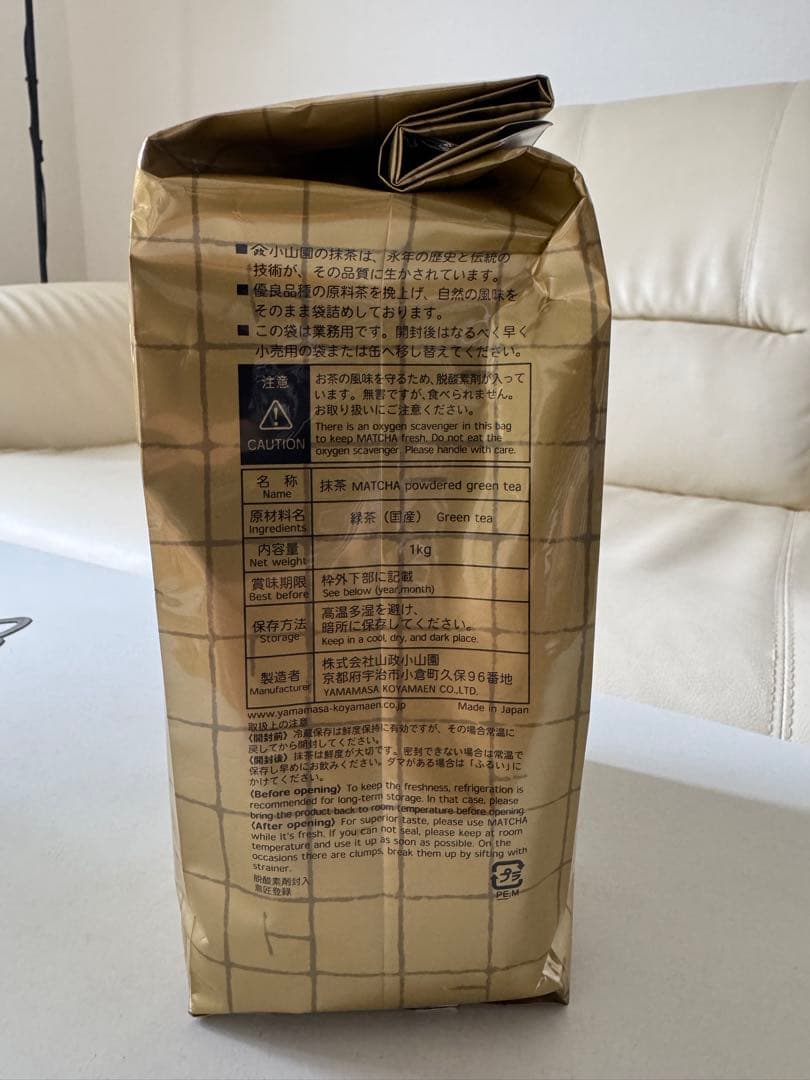 ■ 小山園の抹茶は、永年の歴史と伝統の
技術が、その品質に生かされています。
■ 優良品種の原料茶を挽上げ、自然の風味を
そのまま袋詰めしております。
■ この袋は業務用です。開封後はなるべく早く
小売用の袋または缶へ移し替えてください。
注意
CAUTION
お茶の風味を守るため、脱酸素剤が入って
います。無害ですが、食べられません。
お取り扱いにご注意ください。
There is an oxygen scavenger in this bag
to keep MATCHA fresh. Do not eat the
oxygen scavenger. Please handle with care.
名 称 抹茶 MATCHA powdered green tea
Name
原材料名 緑茶（国産） Green tea
Ingredients
内容量 1kg
Net weight
賞味期限 枠外下部に記載
Best before See below (year,month)
保存方法 高温多湿を避け、
暗所に保存してください。
Storage Keep in a cool, dry, and dark place.
製造者 株式会社山政小山園
京都府宇治市小倉町久保96番地
Manufacturer YAMAMASA KOYAMAEN CO.,LTD.
www.yamamasa-koyamaen.co.jp Made in Japan
取扱上の注意
〈開封前〉冷蔵保存は鮮度保持に有効ですが、その場合常温に
戻してから開封してください。
〈開封後〉抹茶は鮮度が大切です。密封できない場合は常温で
保存し早めにお飲みください。ダマがある場合は「ふるい」に
かけてください。
〈Before opening〉 To keep the freshness, refrigeration is
recommended for long-term storage. In that case, please
bring the product back to room temperature before opening.
〈After opening〉 For superior taste, please use MATCHA
while it's fresh. If you can not seal, please keep at room
temperature and use it up as soon as possible. On the
occasions there are clumps, break them up by sifting with
strainer.
脱酸素剤封入
意匠登録
プラ
PE,M